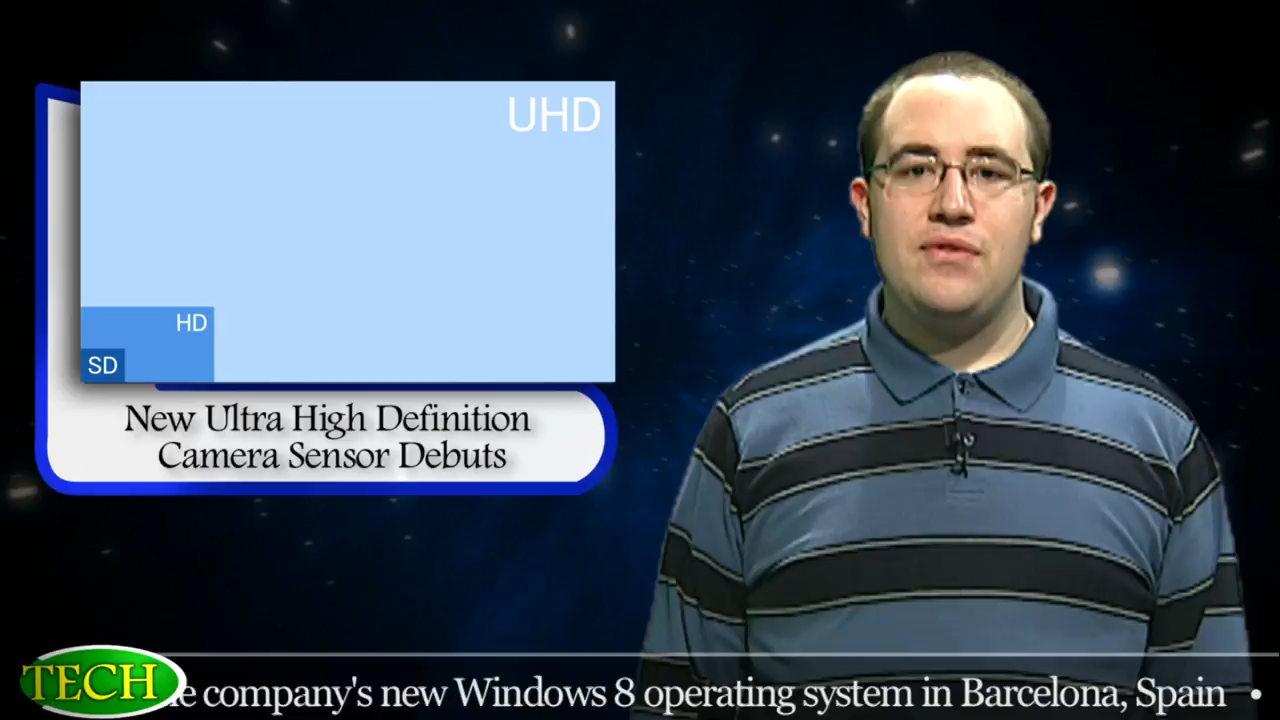 UHD
HD
SD
New Ultra High Definition
Camera Sensor Debuts
TECH
company's new Windows 8 operating system in Barcelona, Spain •